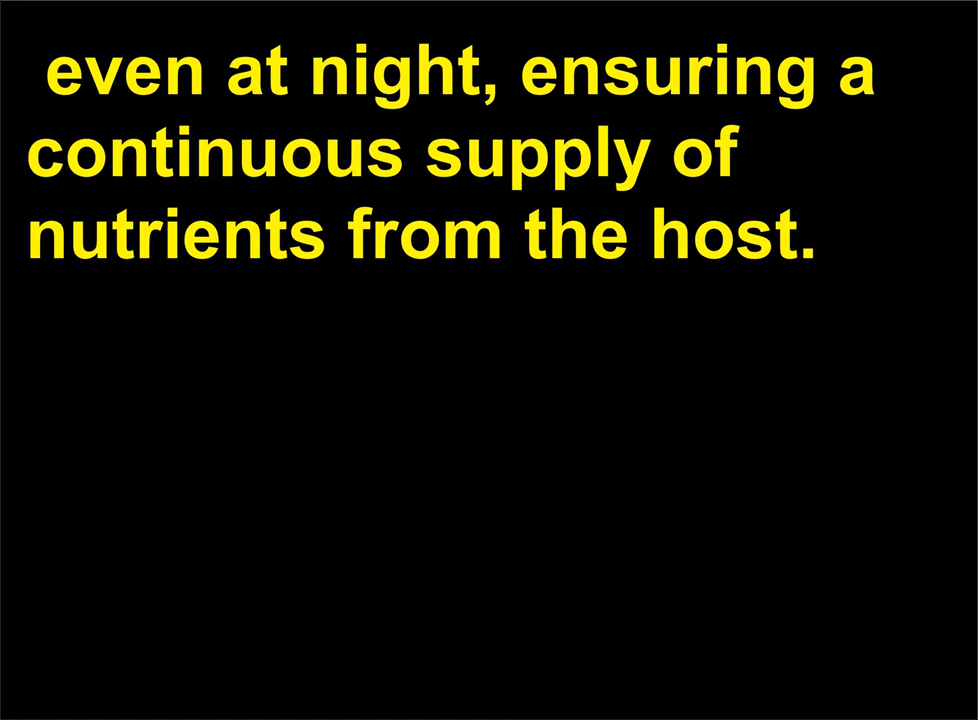 even at night, ensuring a
continuous supply of
nutrients from the host.